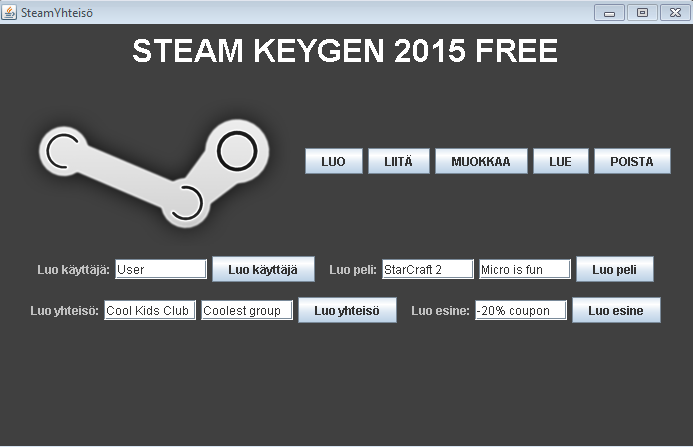 SteamYhteisö
STEAM KEYGEN 2015 FREE
LUO LIITÄ MUOKKAA LUE POISTA
Luo käyttäjä: User Luo käyttäjä Luo peli: StarCraft 2 Micro is fun Luo peli
Luo yhteisö: Cool Kids Club Coolest group Luo yhteisö Luo esine: -20% coupon Luo esine